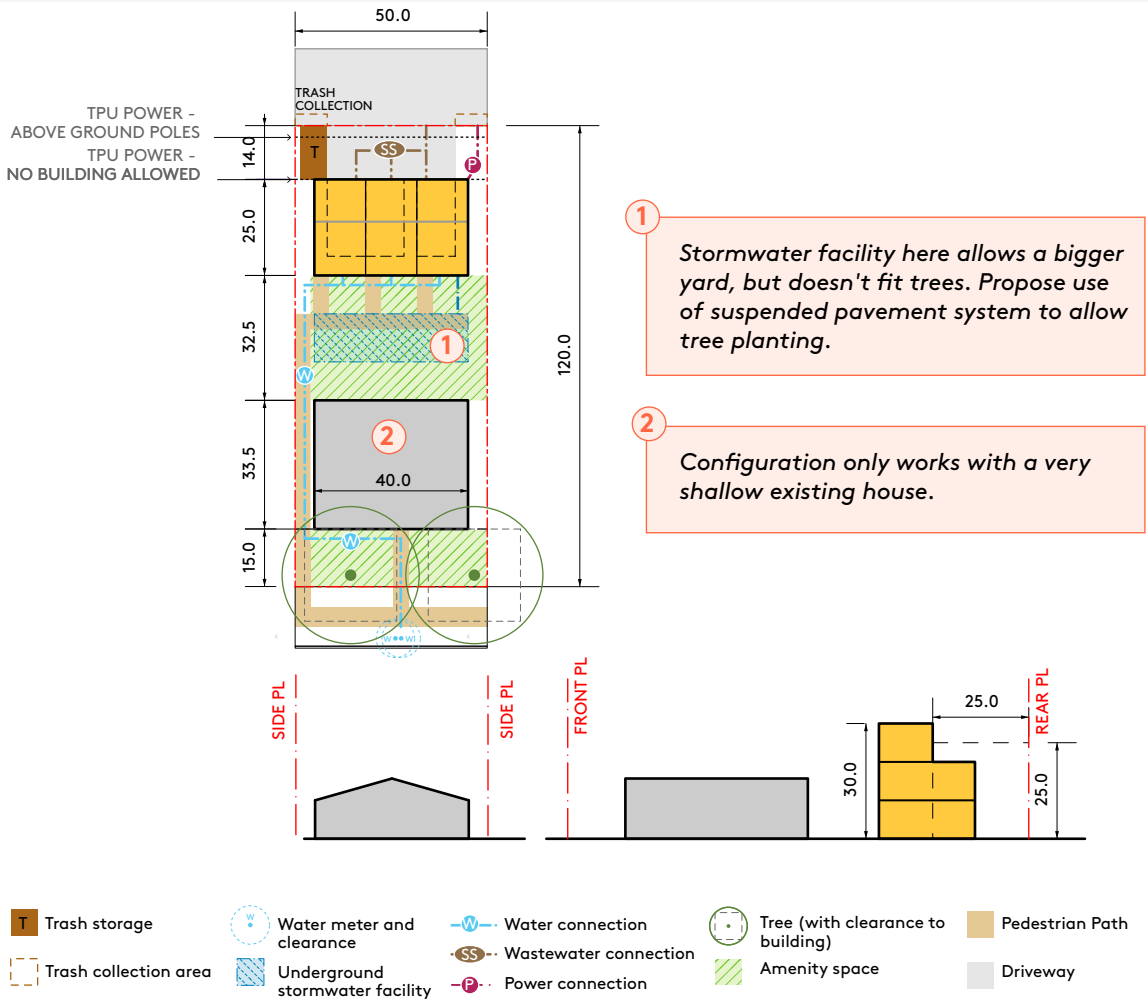 50.0
TRASH
COLLECTION
TPU POWER -
ABOVE GROUND POLES
TPU POWER -
NO BUILDING ALLOWED
14.0
T
SS
P
25.0
32.5
1
W
120.0
33.5
2
40.0
15.0
W
W W
1
Stormwater facility here allows a bigger
yard, but doesn't fit trees. Propose use
of suspended pavement system to allow
tree planting.
2
Configuration only works with a very
shallow existing house.
SIDE PL
SIDE PL
FRONT PL
REAR PL
25.0
30.0
25.0
T Trash storage
Trash collection area
W
Water meter and
clearance
Underground
stormwater facility
W Water connection
SS Wastewater connection
P Power connection
Tree (with clearance to
building)
Amenity space
Pedestrian Path
Driveway